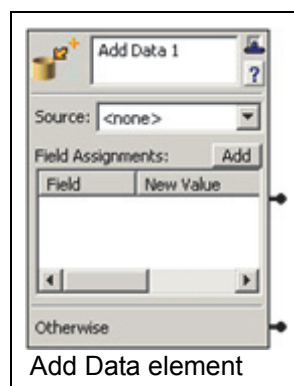 Add Data 1
?
Source: <none>
Field Assignments: Add
Field New Value
Otherwise
Add Data element